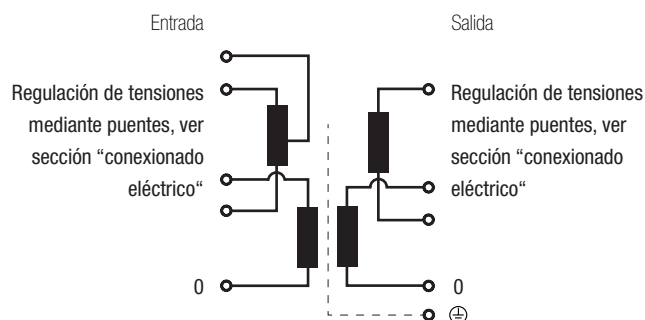 Entrada
Salida
Regulación de tensiones
mediante puentes, ver
sección “conexionado
eléctrico“
Regulación de tensiones
mediante puentes, ver
sección “conexionado
eléctrico“
0
0